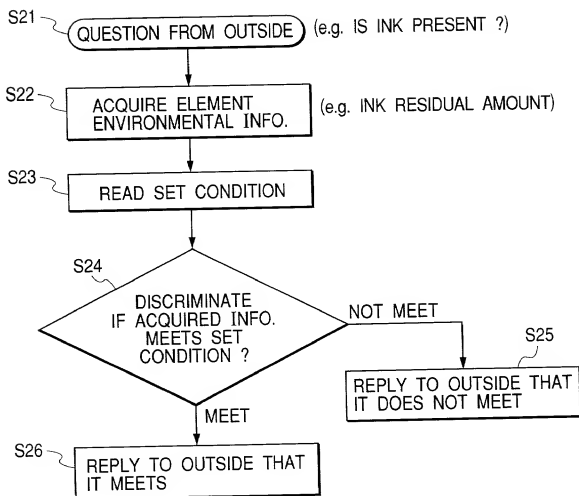 S21
QUESTION FROM OUTSIDE
(e.g. IS INK PRESENT ?)
S22
ACQUIRE ELEMENT
ENVIRONMENTAL INFO.
(e.g. INK RESIDUAL AMOUNT)
S23
READ SET CONDITION
S24
DISCRIMINATE
IF ACQUIRED INFO.
MEETS SET
CONDITION ?
NOT MEET
S25
REPLY TO OUTSIDE THAT
IT DOES NOT MEET
MEET
S26
REPLY TO OUTSIDE THAT
IT MEETS